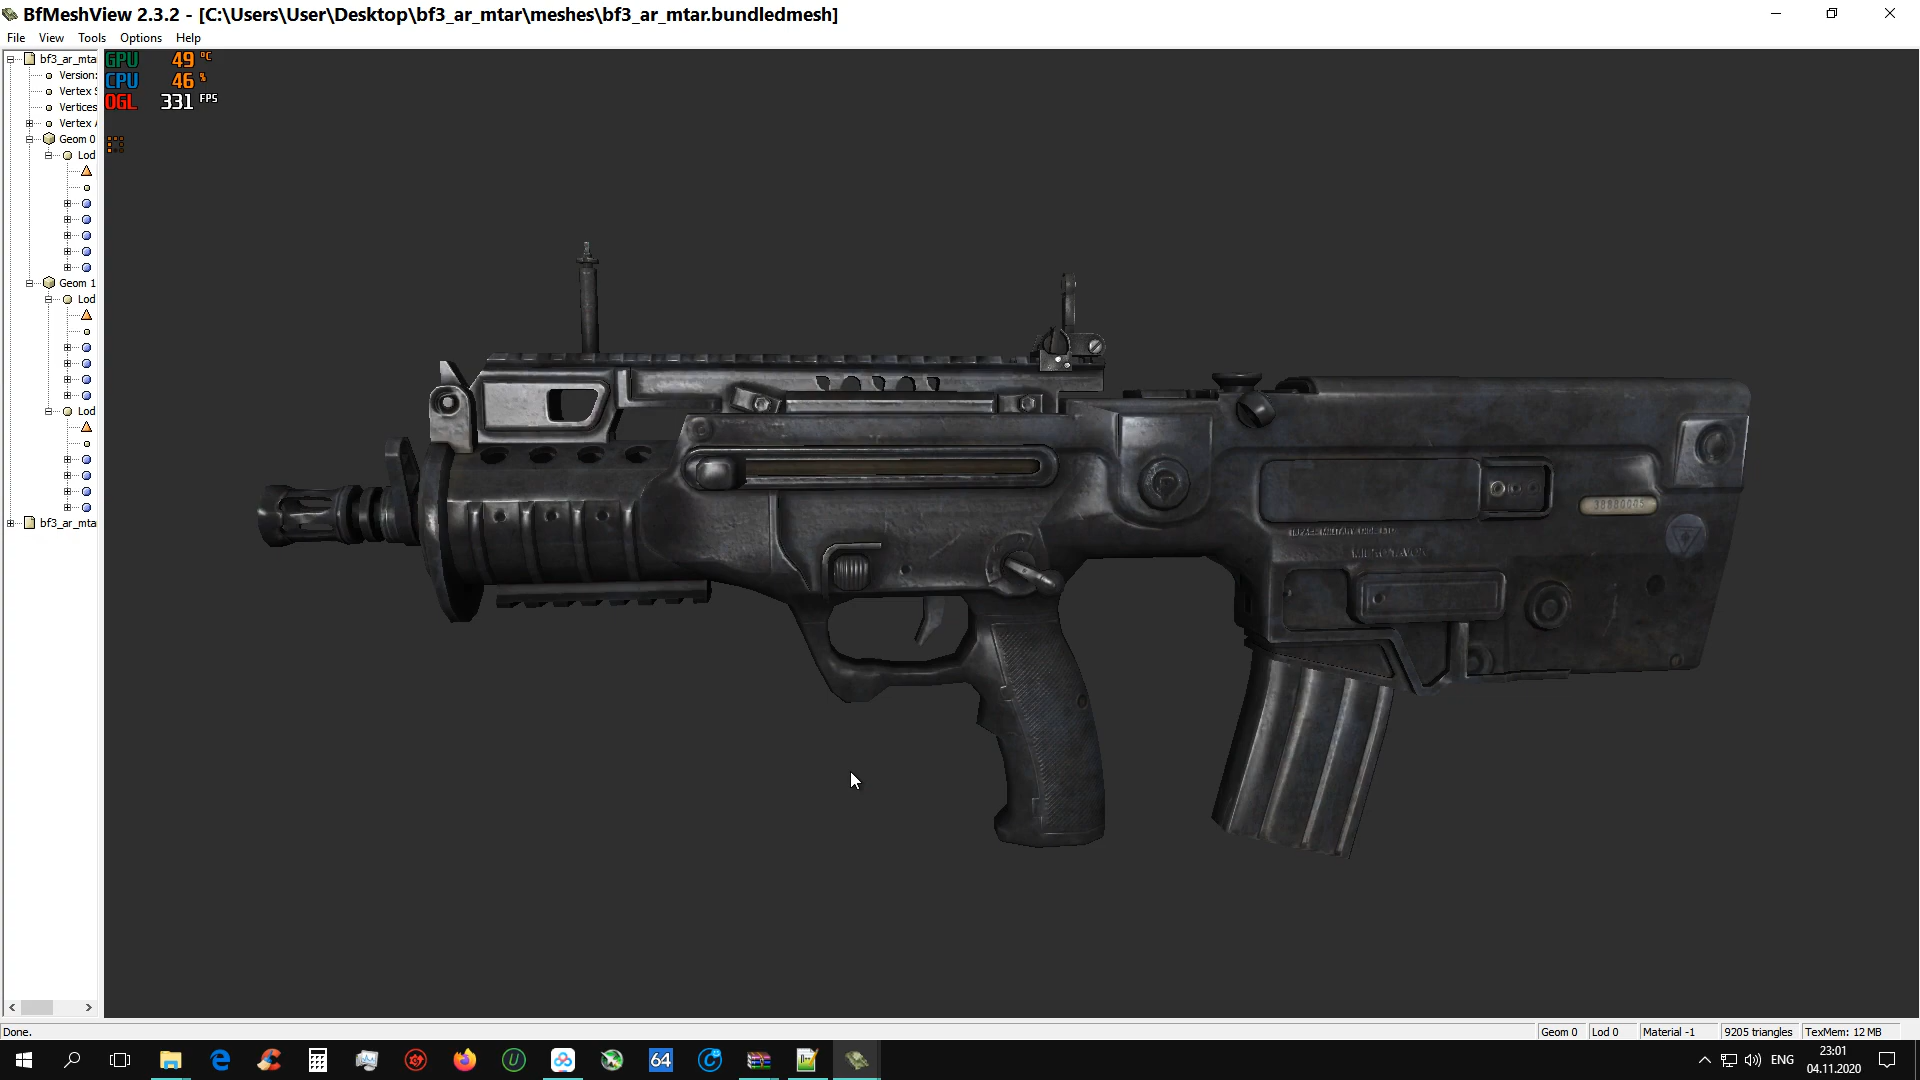 BfMeshView 2.3.2 - [C:\Users\User\Desktop\bf3_ar_mtar\meshes\bf3_ar_mtar.bundledmesh]
File View Tools Options Help
bf3_ar_mta
Version:
Vertex S
Vertices
Vertex A
Geom 0
Lod
Geom 1
Lod
Lod
bf3_ar_mta
GPU 49 °C
CPU 46 %
OGL 331 FPS
Done.
Geom 0 Lod 0 Material -1 9205 triangles TexMem: 12 MB
64
ENG
23:01
04.11.2020